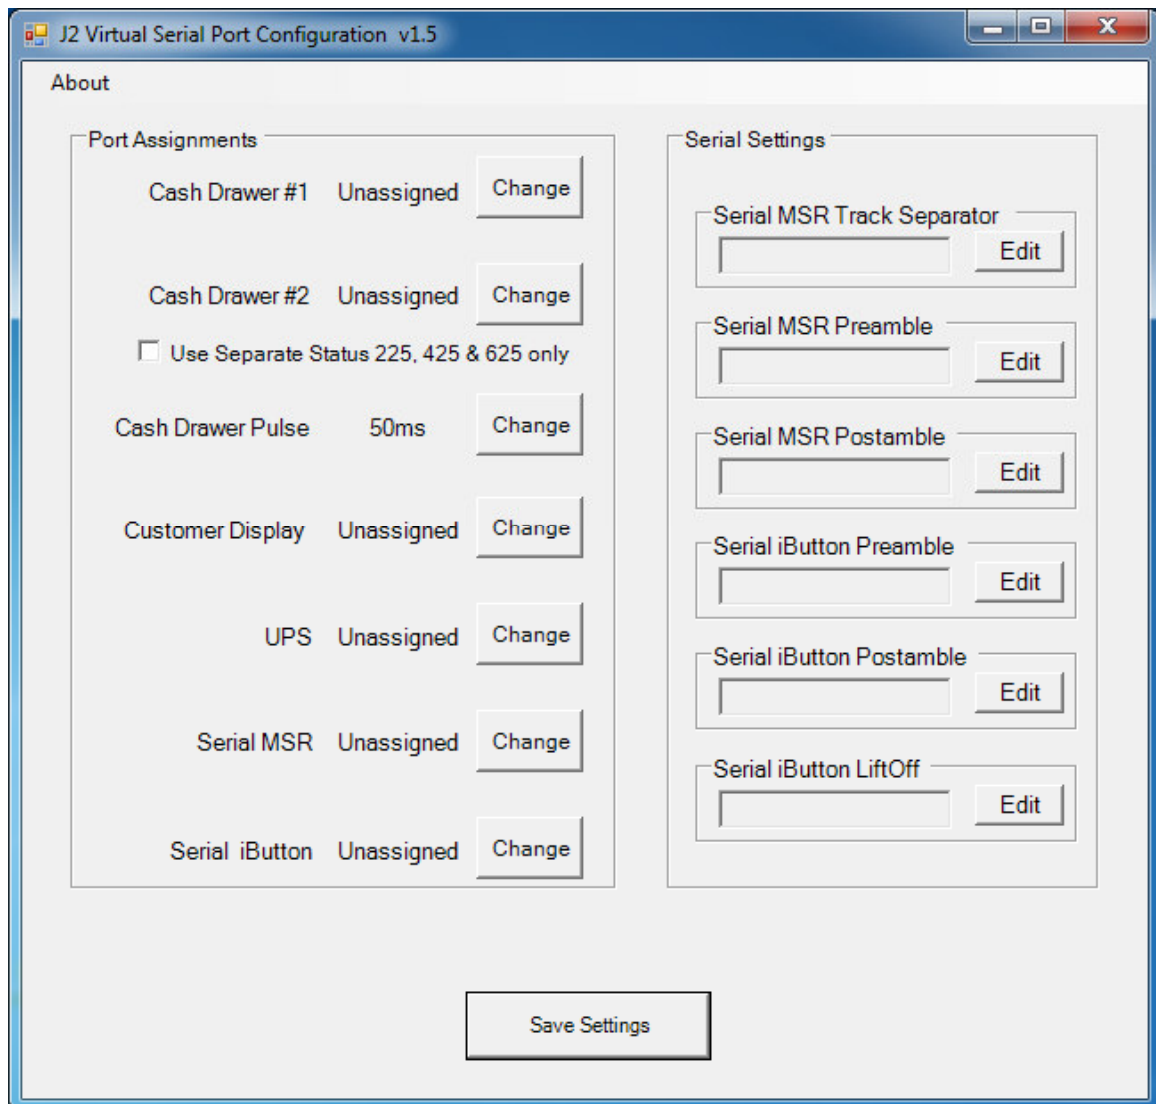 J2 Virtual Serial Port Configuration v1.5
About
Port Assignments
Cash Drawer #1 Unassigned Change
Cash Drawer #2 Unassigned Change
Use Separate Status 225, 425 & 625 only
Cash Drawer Pulse 50ms Change
Customer Display Unassigned Change
UPS Unassigned Change
Serial MSR Unassigned Change
Serial iButton Unassigned Change
Serial Settings
Serial MSR Track Separator
Edit
Serial MSR Preamble
Edit
Serial MSR Postamble
Edit
Serial iButton Preamble
Edit
Serial iButton Postamble
Edit
Serial iButton LiftOff
Edit
Save Settings